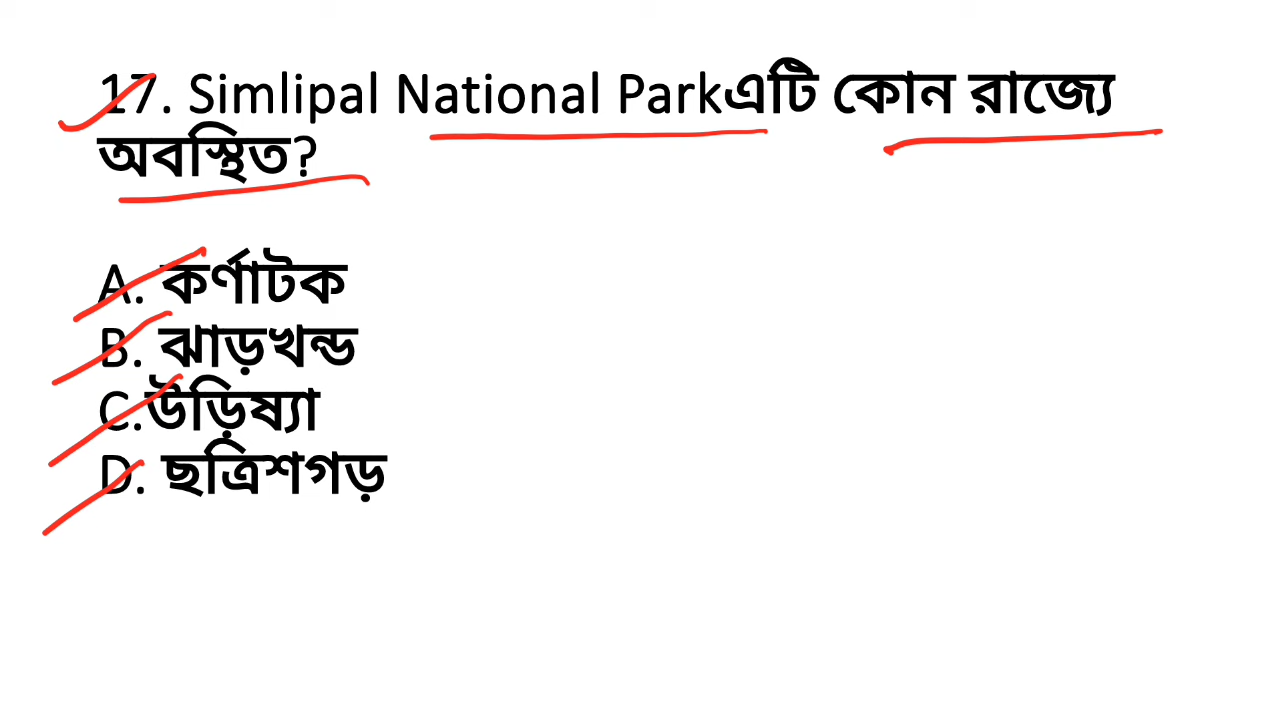 17. Simlipal National Parkএটি কোন রাজ্যে
অবস্থিত?
A. কর্ণাটক
B. ঝাড়খন্ড
C.উড়িষ্যা
D. ছত্রিশগড়